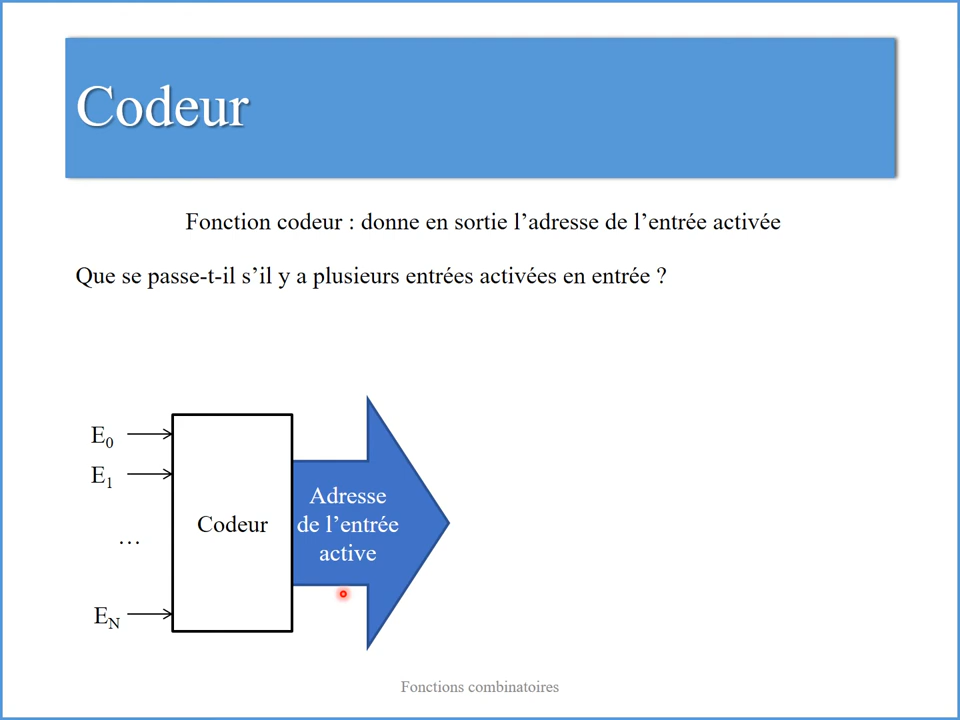 Codeur
Fonction codeur : donne en sortie l’adresse de l’entrée activée
Que se passe-t-il s’il y a plusieurs entrées activées en entrée ?
E0
E1
…
EN
Codeur
Adresse
de l’entrée
active
Fonctions combinatoires